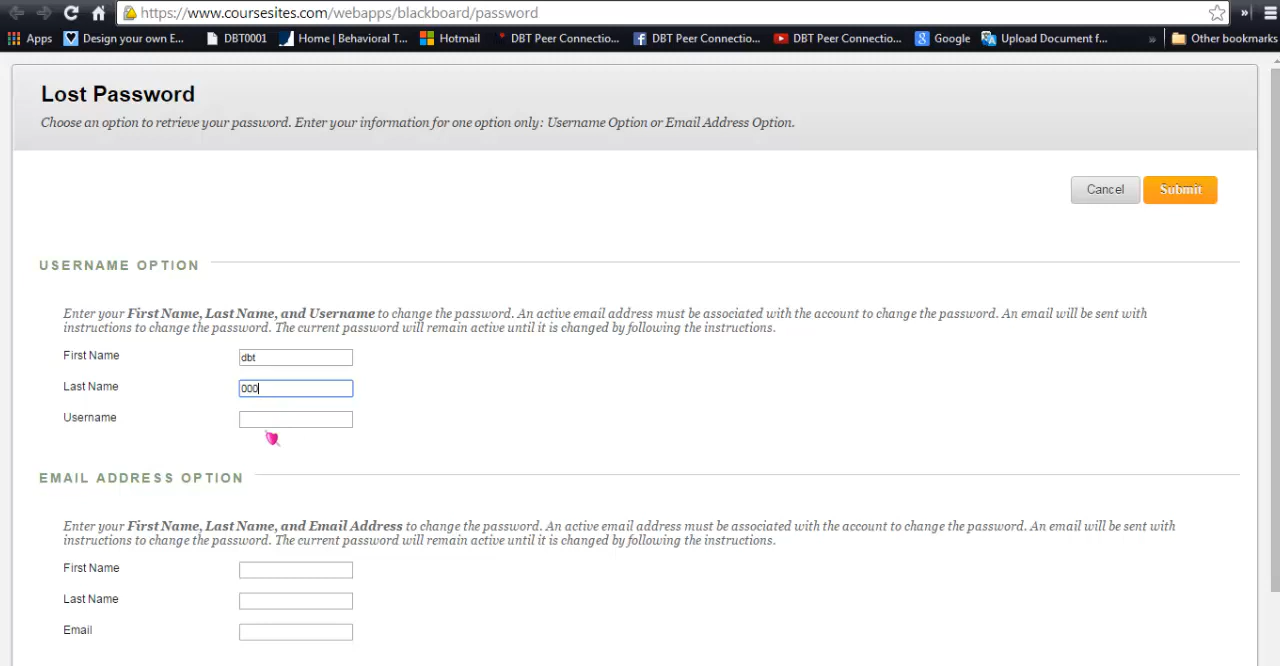 https://www.coursesites.com/webapps/blackboard/password
Apps Design your own E... DBT0001 Home | Behavioral T... Hotmail DBT Peer Connectio... DBT Peer Connectio... DBT Peer Connectio... Google Upload Document f... » Other bookmarks
Lost Password
Choose an option to retrieve your password. Enter your information for one option only: Username Option or Email Address Option.
Cancel Submit
USERNAME OPTION
Enter your First Name, Last Name, and Username to change the password. An active email address must be associated with the account to change the password. An email will be sent with
instructions to change the password. The current password will remain active until it is changed by following the instructions.
First Name dbt
Last Name 000
Username
EMAIL ADDRESS OPTION
Enter your First Name, Last Name, and Email Address to change the password. An active email address must be associated with the account to change the password. An email will be sent with
instructions to change the password. The current password will remain active until it is changed by following the instructions.
First Name
Last Name
Email